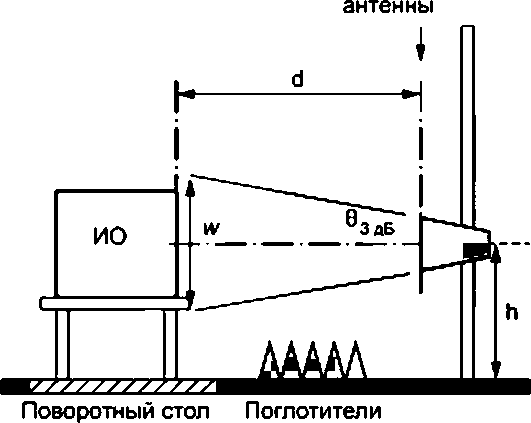 антенны
d
ИО
w
θ3 дБ
h
Поворотный стол
Поглотители